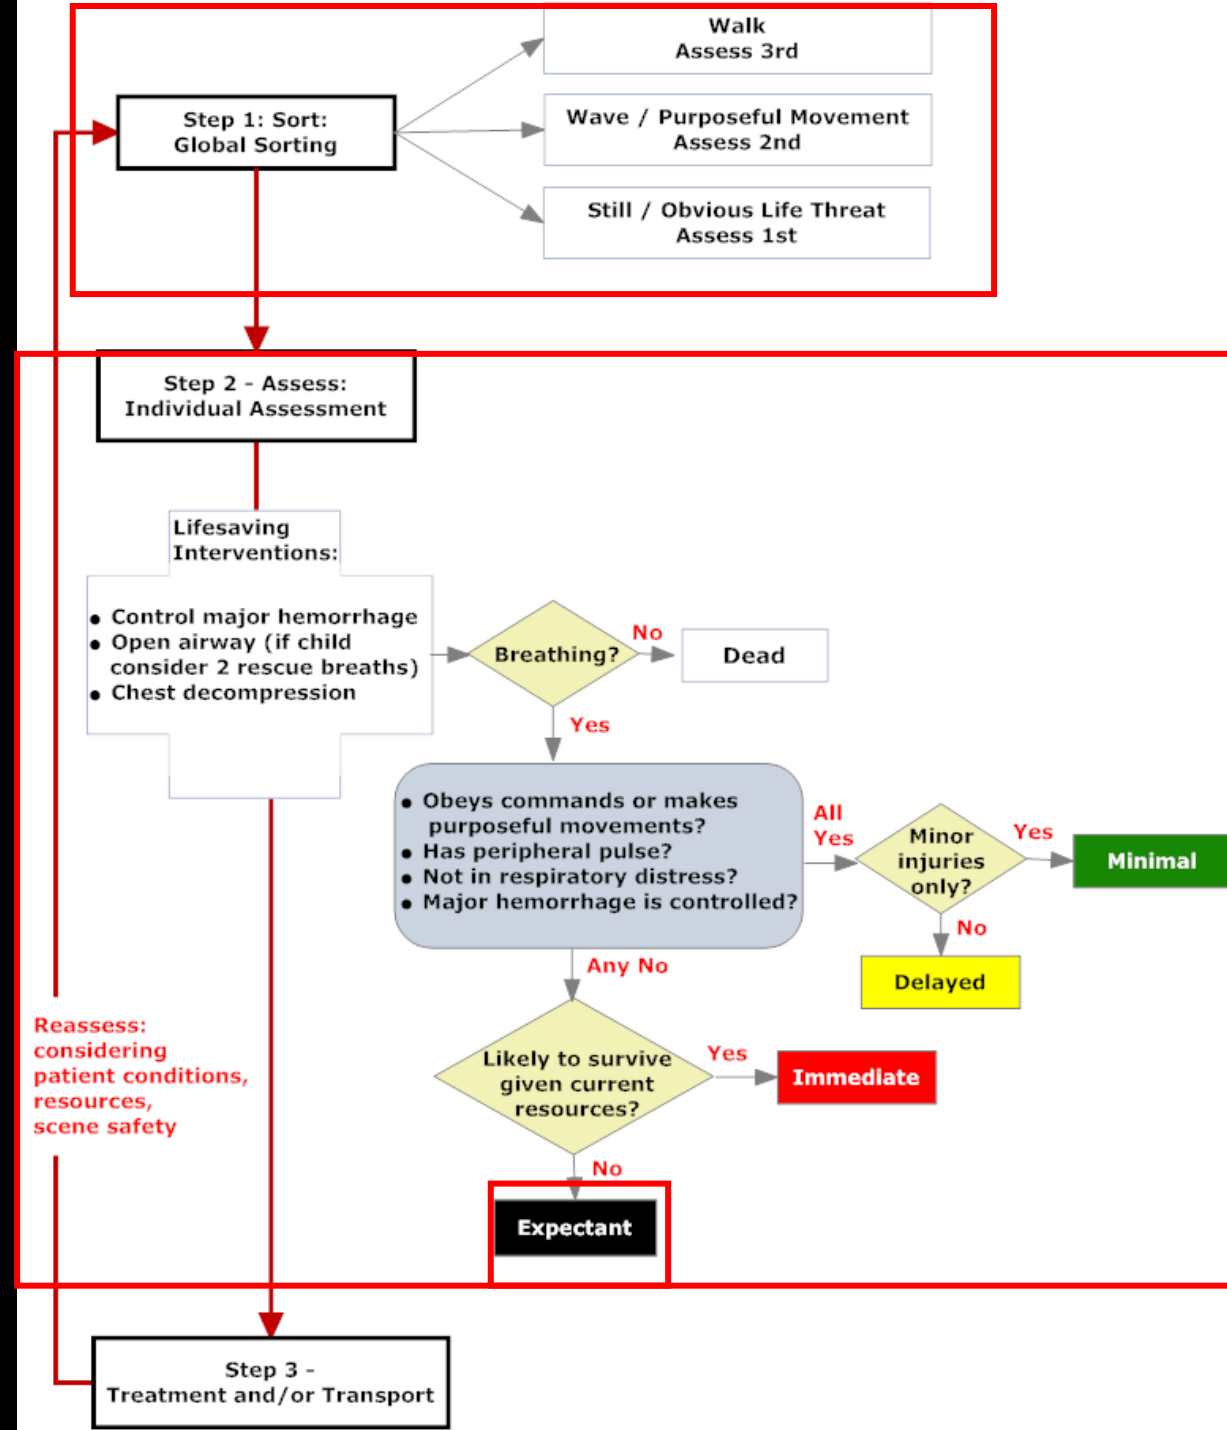 Walk
Assess 3rd
Step 1: Sort:
Global Sorting
Wave / Purposeful Movement
Assess 2nd
Still / Obvious Life Threat
Assess 1st
Step 2 - Assess:
Individual Assessment
Lifesaving
Interventions:
● Control major hemorrhage
● Open airway (if child
consider 2 rescue breaths)
● Chest decompression
Breathing?
No
Dead
Yes
● Obeys commands or makes
purposeful movements?
● Has peripheral pulse?
● Not in respiratory distress?
● Major hemorrhage is controlled?
All
Yes
Minor
injuries
only?
Yes
Minimal
No
Delayed
Any No
Likely to survive
given current
resources?
Yes
Immediate
No
Expectant
Reassess:
considering
patient conditions,
resources,
scene safety
Step 3 -
Treatment and/or Transport